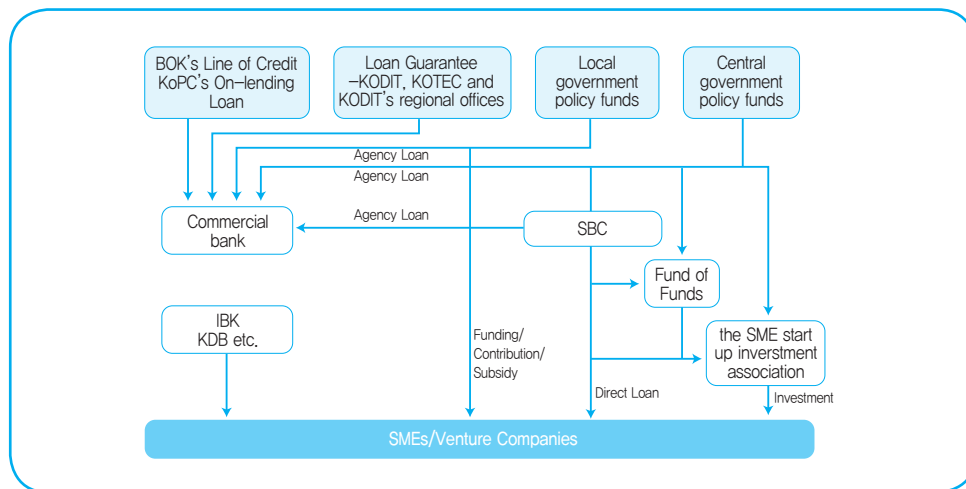 BOK's Line of Credit
KoPC's On-lending
Loan
Loan Guarantee
-KODIT, KOTEC and
KODIT's regional offices
Local
government
policy funds
Central
government
policy funds
Agency Loan
Agency Loan
Commercial
bank
Agency Loan
SBC
Fund of
Funds
IBK
KDB etc.
Funding/
Contribution/
Subsidy
the SME start
up inverstment
association
Direct Loan
Investment
SMEs/Venture Companies